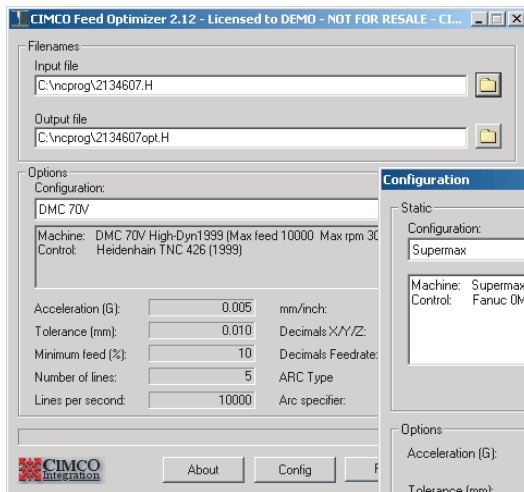 CIMCO Feed Optimizer 2.12 - Licensed to DEMO - NOT FOR RESALE - CI...
Filenames
Input file
C:\ncprog\2134607.H
Output file
C:\ncprog\2134607opt.H
Options
Configuration:
DMC 70V
Machine: DMC 70V High-Dyn1999 (Max feed 10000 Max rpm 30
Control: Heidenhain TNC 426 (1999)
Acceleration (G): 0.005 mm/inch:
Tolerance (mm): 0.010 Decimals X/Y/Z:
Minimum feed (%): 10 Decimals Feedrate:
Number of lines: 5 ARC Type
Lines per second: 10000 Arc specifier:
CIMCO
Integration
About
Config
Configuration
Static
Configuration:
Supermax
Machine: Supermax
Control: Fanuc 0M
Options
Acceleration (G):
Tolerance (mm):